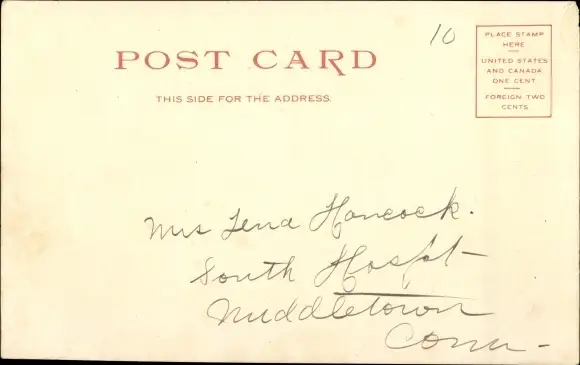 10
POST CARD
THIS SIDE FOR THE ADDRESS.
PLACE STAMP
HERE
UNITED STATES
AND CANADA
ONE CENT
FOREIGN TWO
CENTS
Mrs Lena Hancock.
South Hospt-
Middletown
Conn-